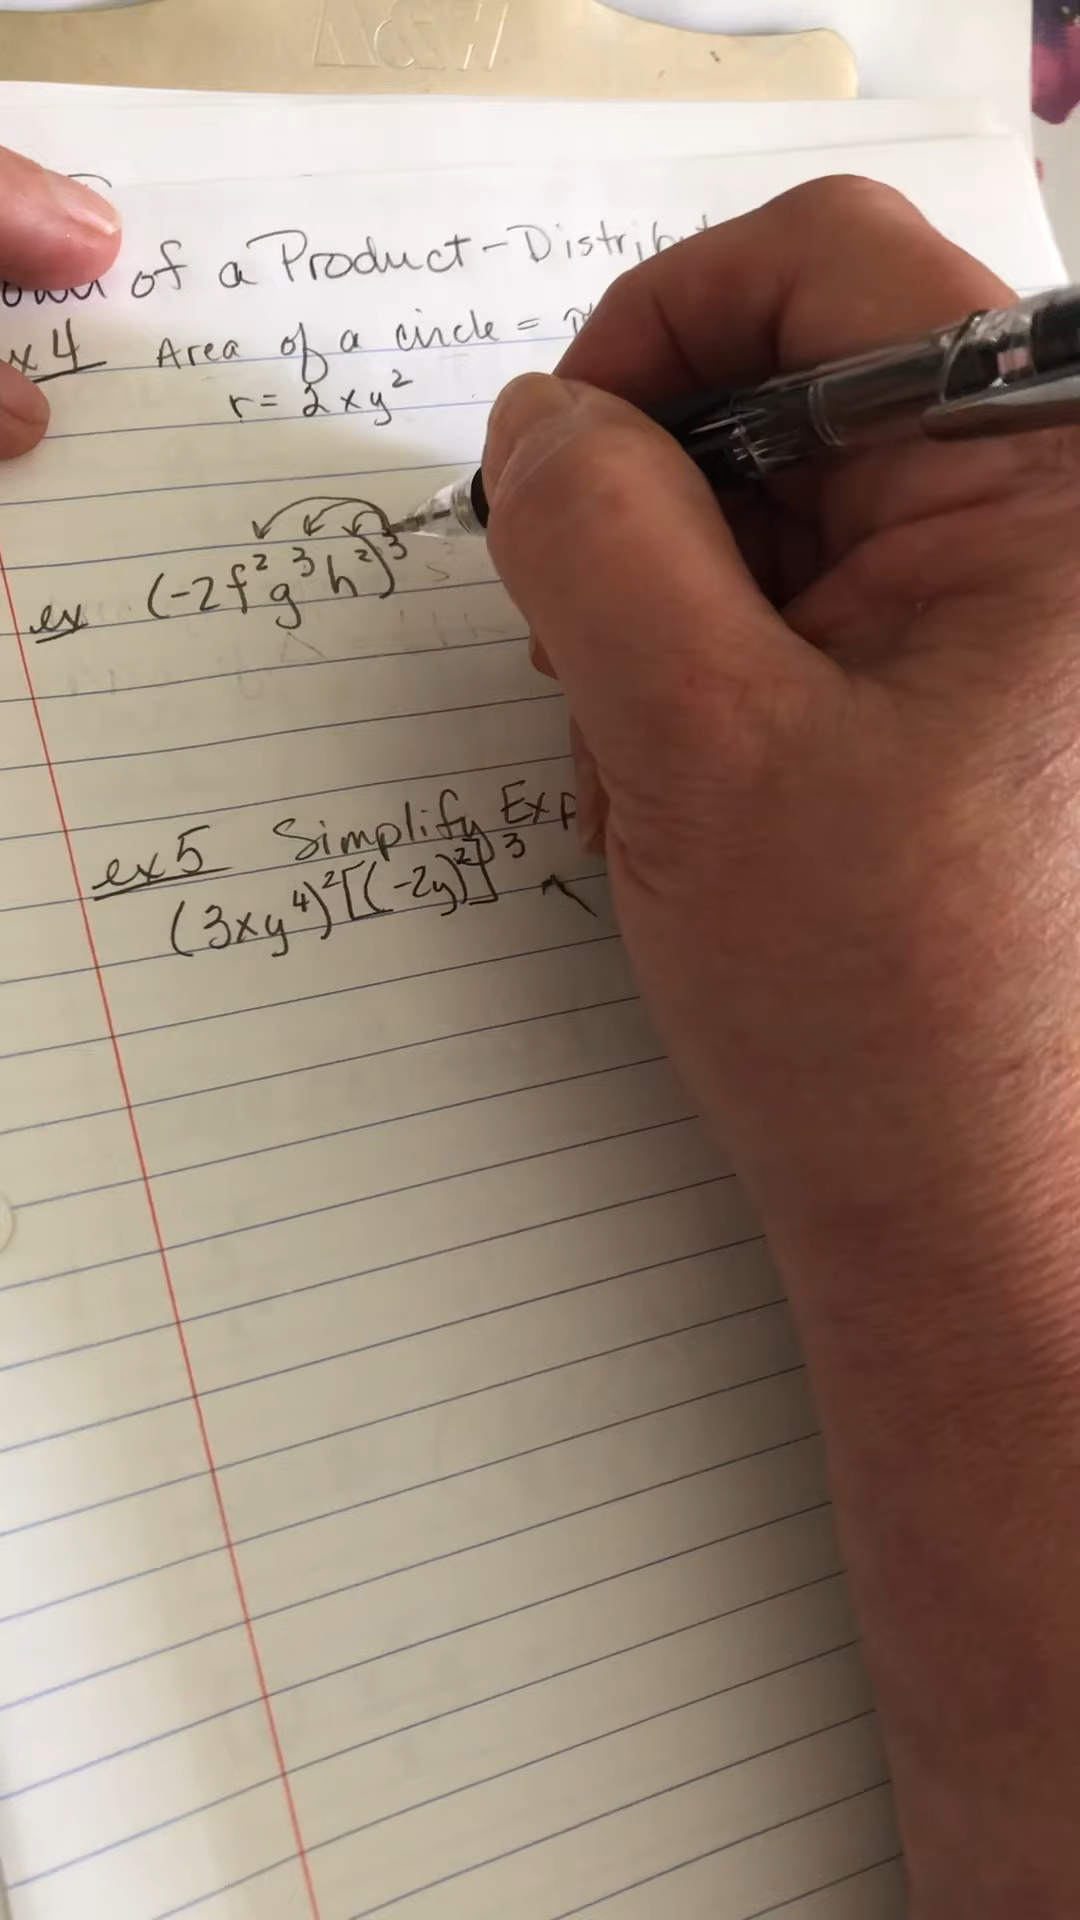 of a Product - Distrib
x 4 Area of a circle =
r = 2xy²
ex (-2f²g³h²)³
ex 5 Simplify Exp
(3xy⁴)²[(-2y)²]³